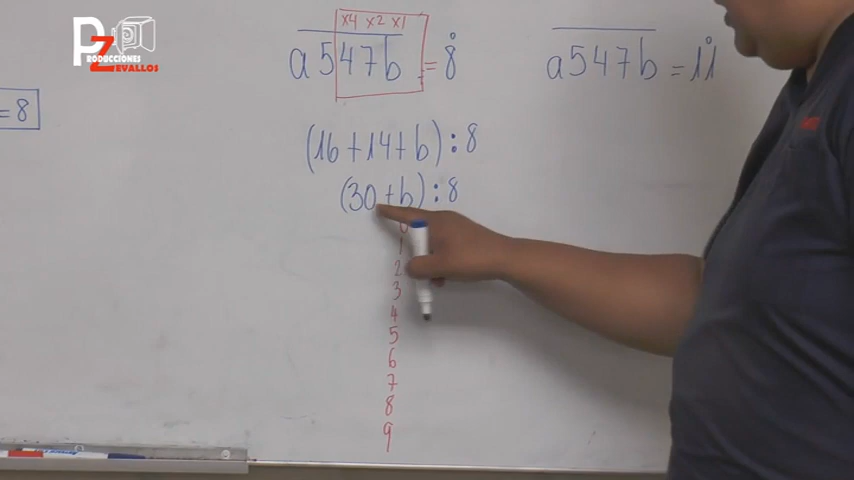 PZ
PRODUCCIONES
ZEVALLOS
= 8
x4 x2 x1
a547b = 8°
(16+14+b) : 8
(30+b) : 8
0
1
2
3
4
5
6
7
8
9
a547b = 11°